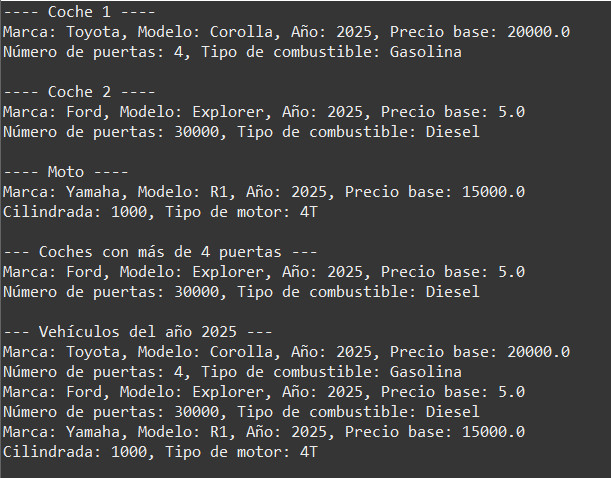 ---- Coche 1 ----
Marca: Toyota, Modelo: Corolla, Año: 2025, Precio base: 20000.0
Número de puertas: 4, Tipo de combustible: Gasolina
---- Coche 2 ----
Marca: Ford, Modelo: Explorer, Año: 2025, Precio base: 5.0
Número de puertas: 30000, Tipo de combustible: Diesel
---- Moto ----
Marca: Yamaha, Modelo: R1, Año: 2025, Precio base: 15000.0
Cilindrada: 1000, Tipo de motor: 4T
--- Coches con más de 4 puertas ---
Marca: Ford, Modelo: Explorer, Año: 2025, Precio base: 5.0
Número de puertas: 30000, Tipo de combustible: Diesel
--- Vehículos del año 2025 ---
Marca: Toyota, Modelo: Corolla, Año: 2025, Precio base: 20000.0
Número de puertas: 4, Tipo de combustible: Gasolina
Marca: Ford, Modelo: Explorer, Año: 2025, Precio base: 5.0
Número de puertas: 30000, Tipo de combustible: Diesel
Marca: Yamaha, Modelo: R1, Año: 2025, Precio base: 15000.0
Cilindrada: 1000, Tipo de motor: 4T